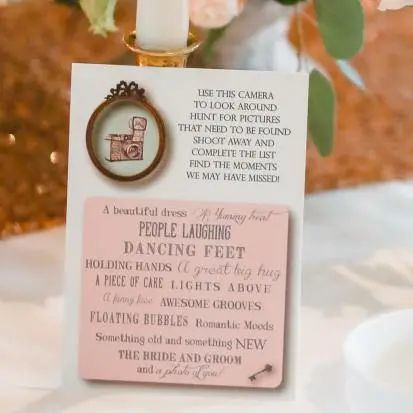 USE THIS CAMERA
TO LOOK AROUND
HUNT FOR PICTURES
THAT NEED TO BE FOUND
SHOOT AWAY AND
COMPLETE THE LIST
FIND THE MOMENTS
WE MAY HAVE MISSED!
A beautiful dress
PEOPLE LAUGHING
DANCING FEET
HOLDING HANDS A great big hug
A PIECE OF CAKE LIGHTS ABOVE
A funny face AWESOME GROOVES
FLOATING BUBBLES Romantic Moods
Something old and something NEW
THE BRIDE AND GROOM
and a photo of you!